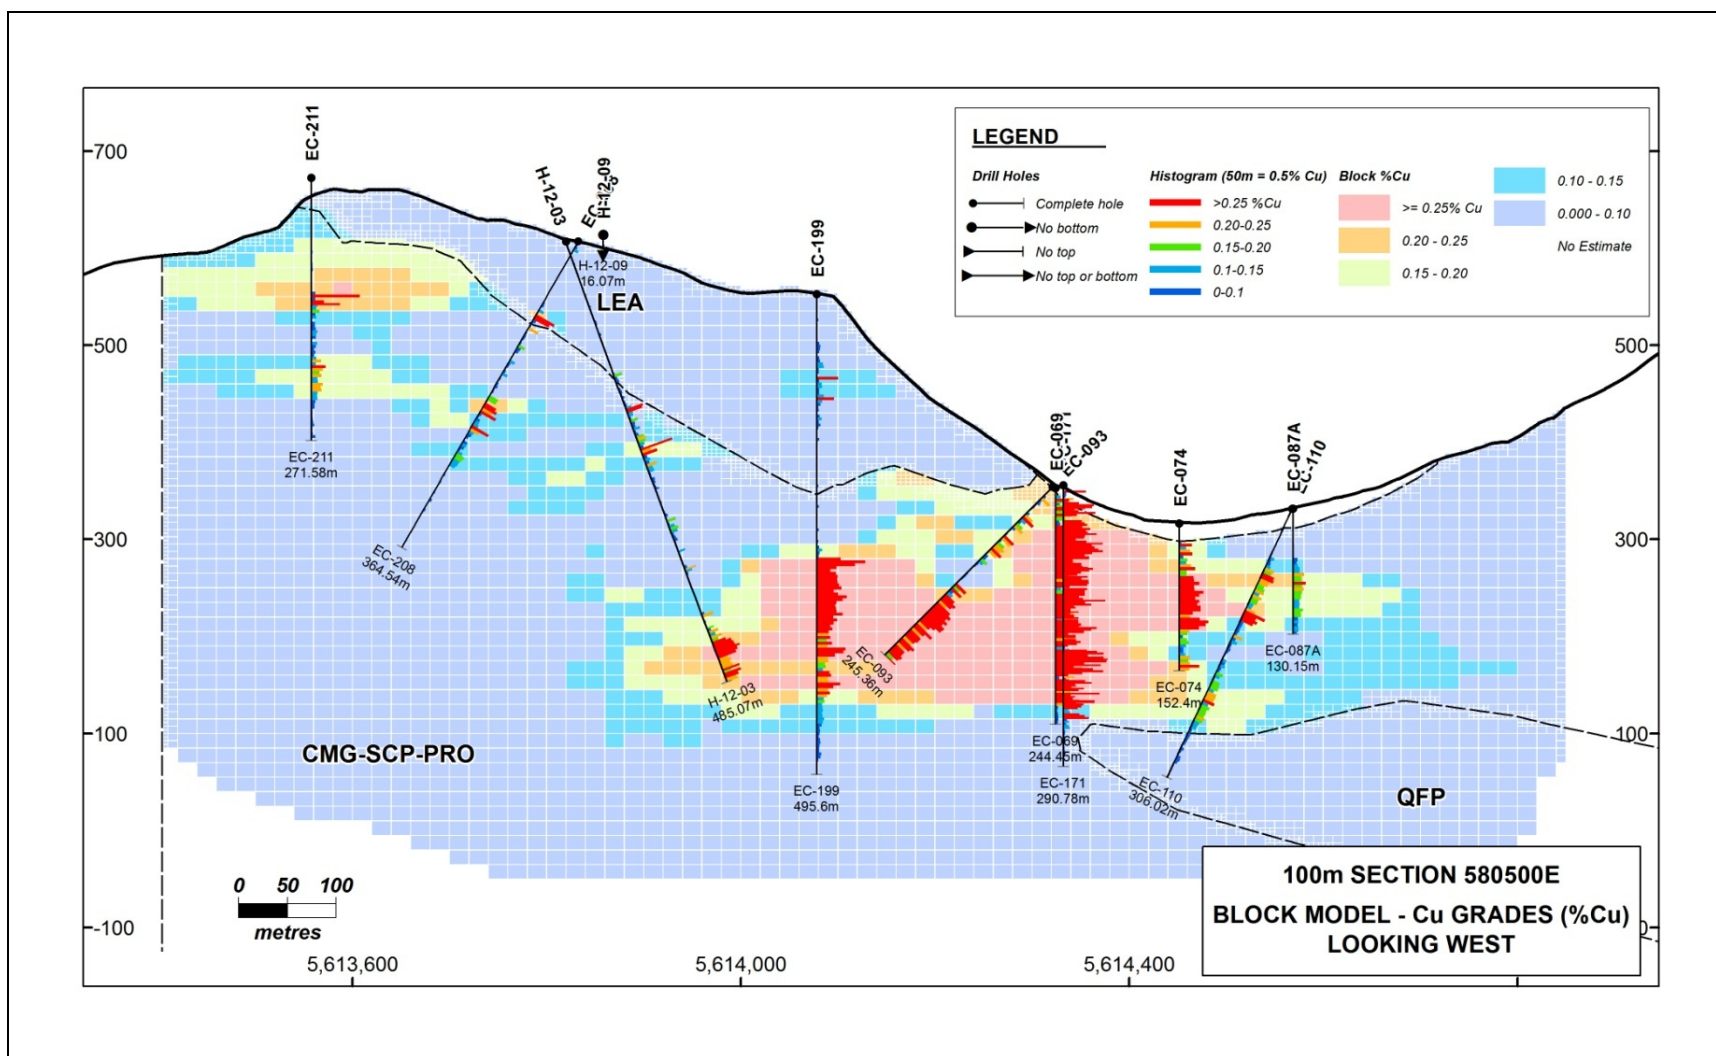 EC-211
H-12-03
H-12-09
EC-199
EC-069
EC-171
EC-093
EC-074
EC-087A
EC-110
700
500
300
100
-100
500
300
100
LEGEND
Drill Holes
Complete hole
No bottom
No top
No top or bottom
Histogram (50m = 0.5% Cu)
>0.25 %Cu
0.20-0.25
0.15-0.20
0.1-0.15
0-0.1
Block %Cu
>= 0.25% Cu
0.20 - 0.25
0.15 - 0.20
0.10 - 0.15
0.000 - 0.10
No Estimate
H-12-09
16.07m
LEA
EC-211
271.58m
EC-208
364.54m
H-12-03
485.07m
EC-093
245.36m
EC-087A
130.15m
EC-074
152.4m
EC-069
244.45m
EC-171
290.78m
EC-110
306.02m
EC-199
495.6m
CMG-SCP-PRO
QFP
0 50 100
metres
100m SECTION 580500E
BLOCK MODEL - Cu GRADES (%Cu)
LOOKING WEST
5,613,600
5,614,000
5,614,400